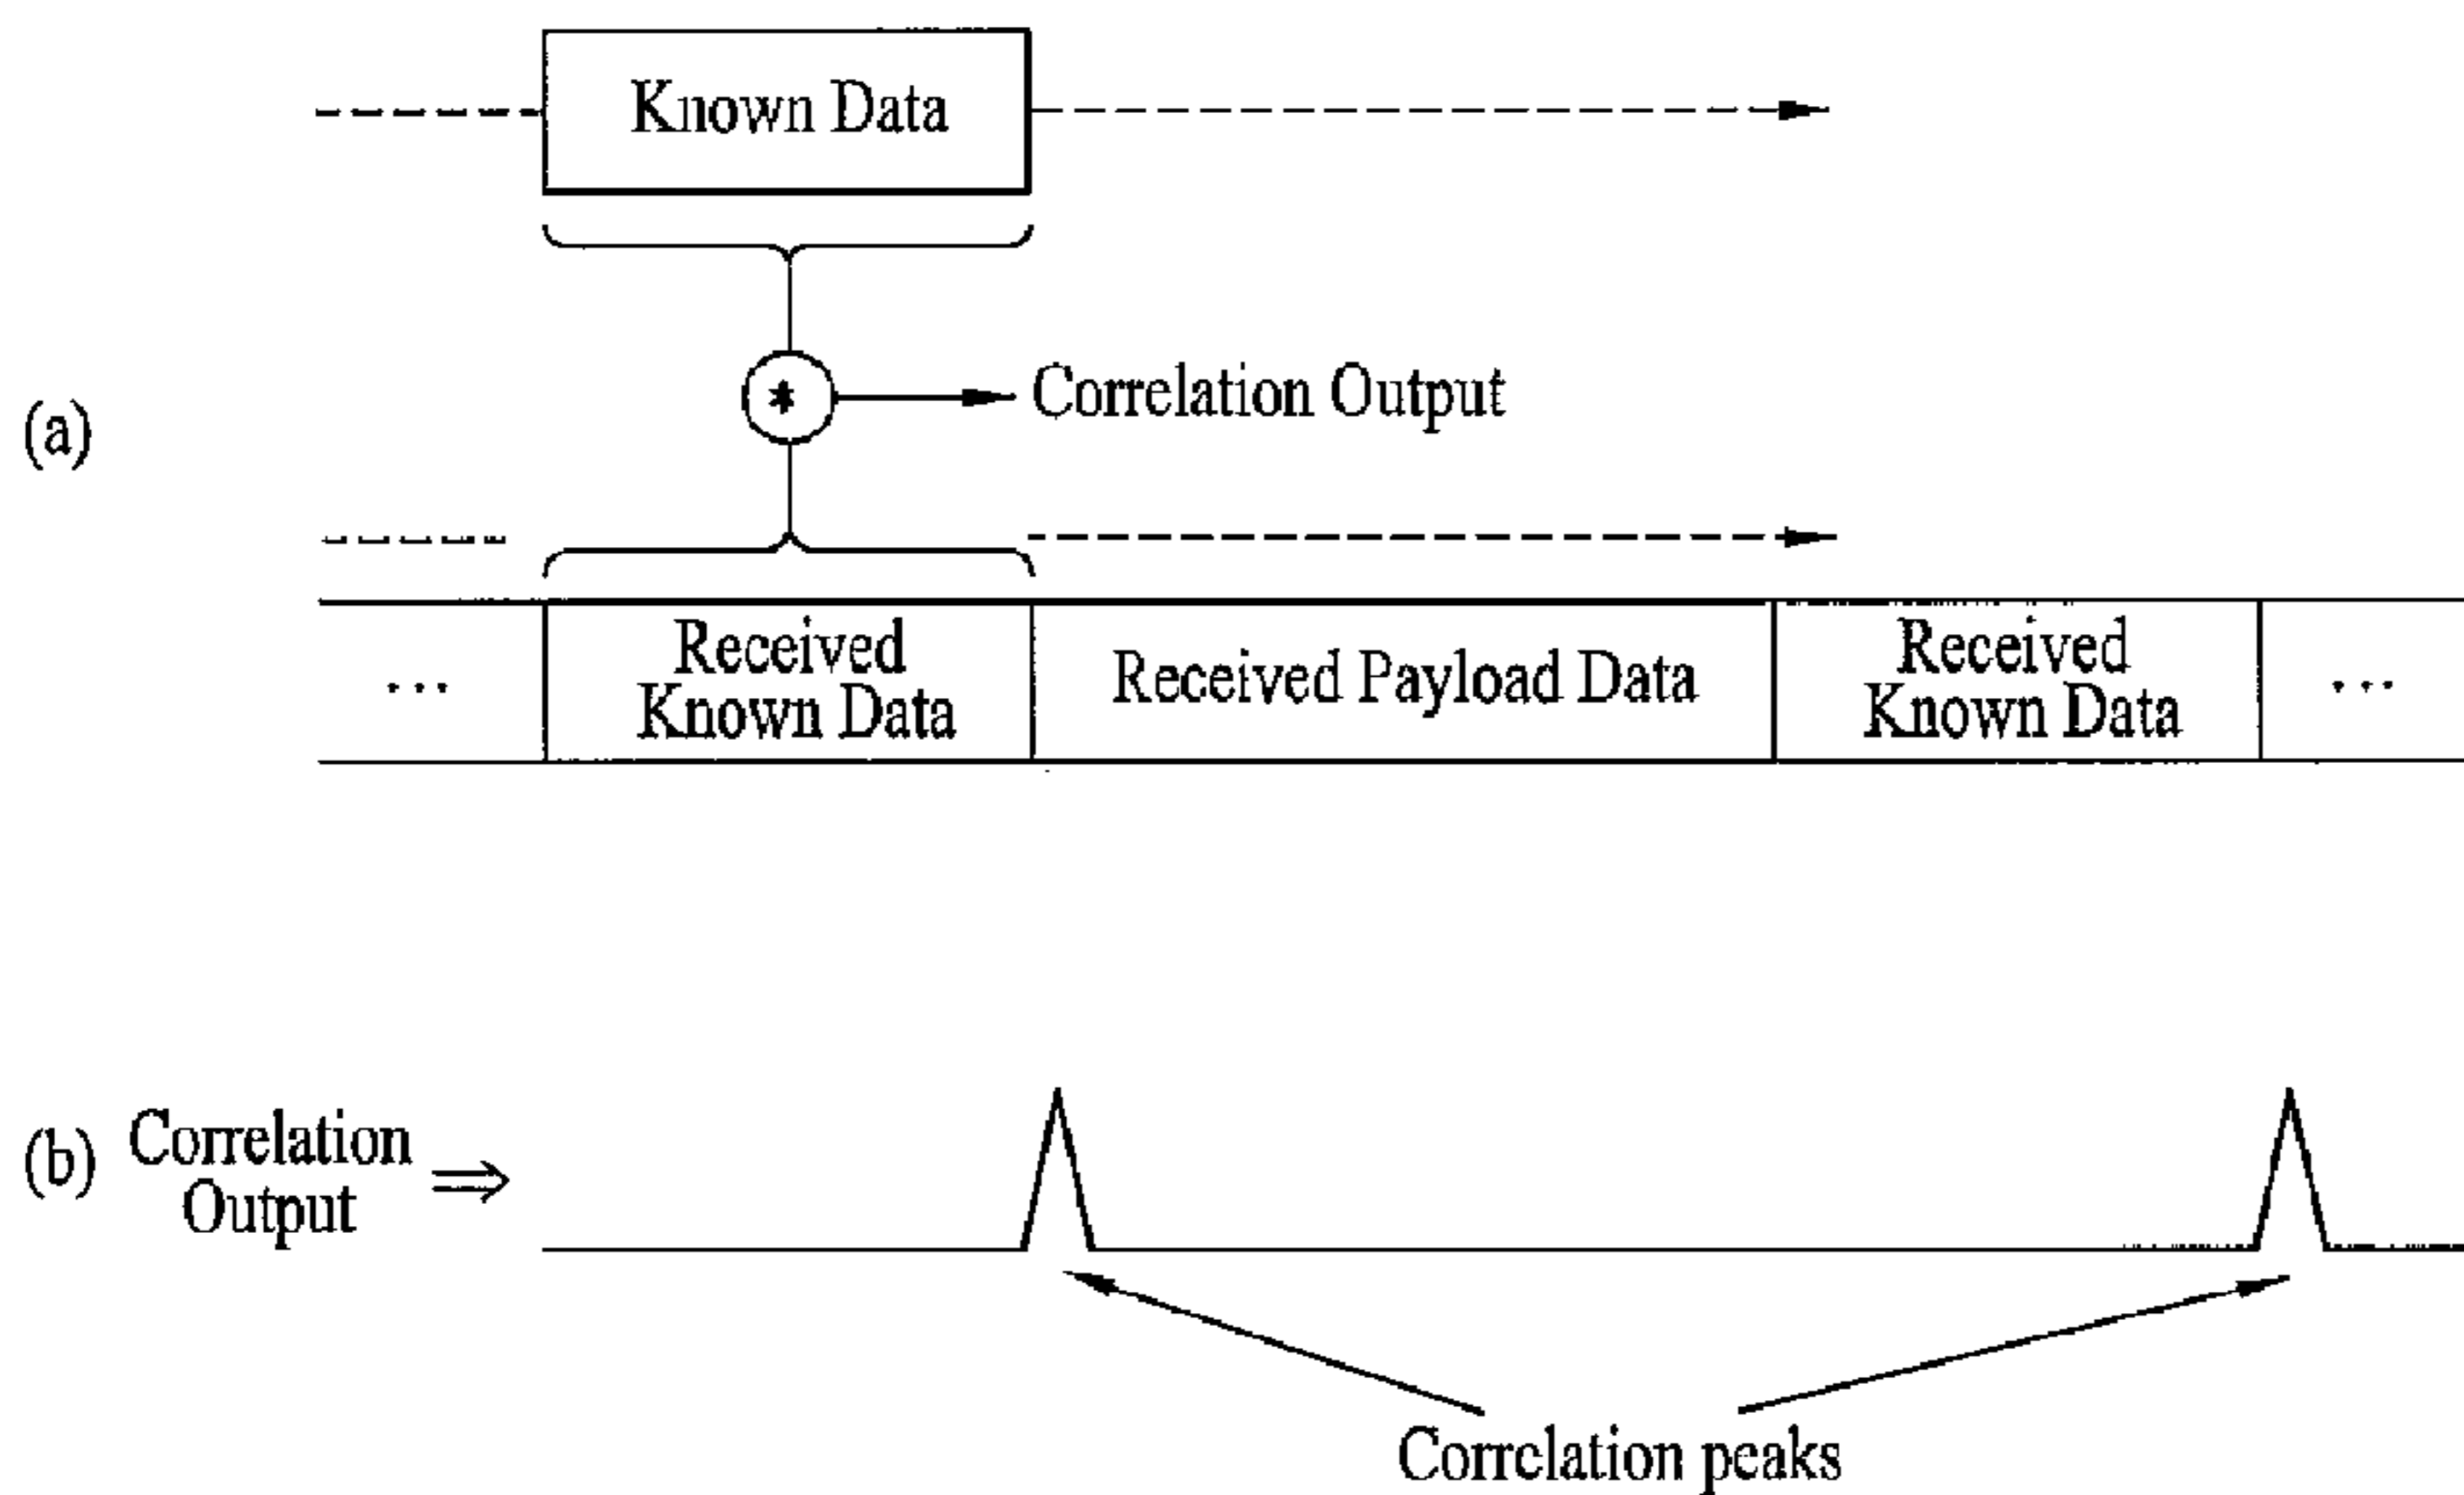 Known Data
*
Correlation Output
(a)
Received
Known Data
Received Payload Data
Received
Known Data
...
...
(b)
Correlation
Output
Correlation peaks